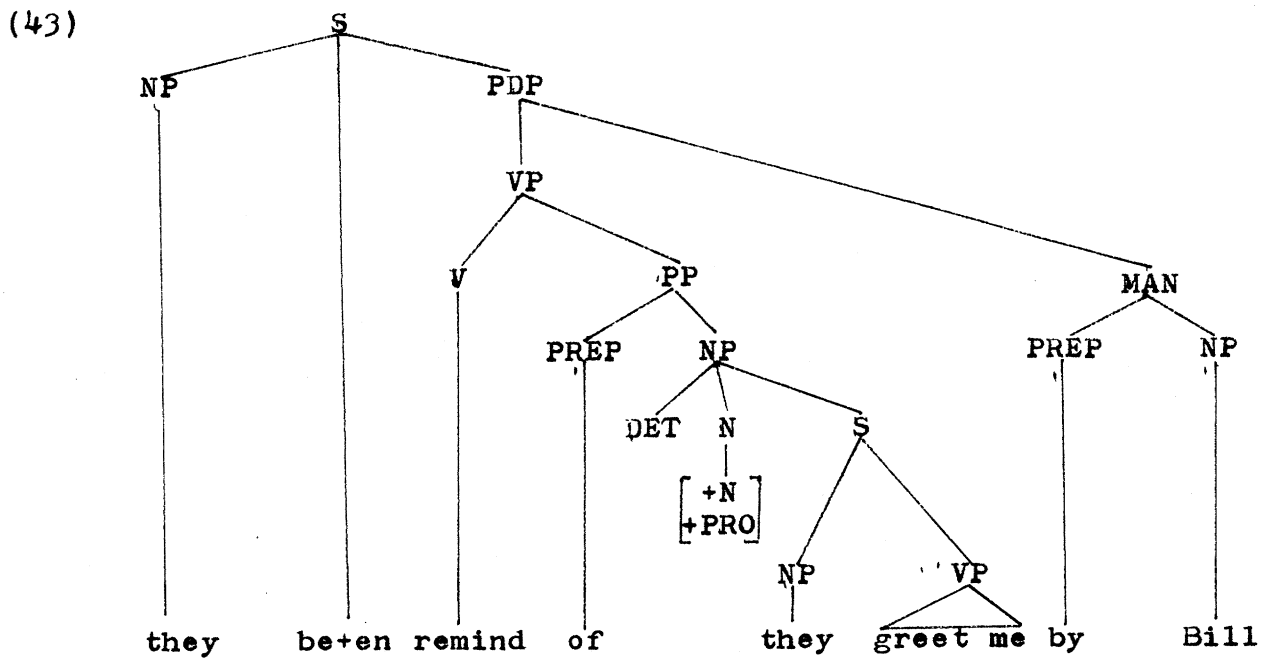 (43)
S
NP PDP
VP
V PP MAN
PREP NP PREP NP
DET N S
+N
+PRO
NP VP
they be+en remind of they greet me by Bill